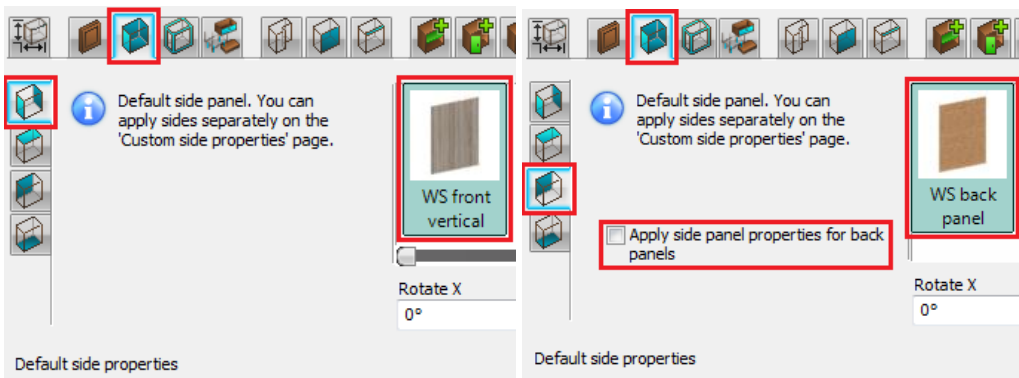 Default side panel. You can
apply sides separately on the
'Custom side properties' page.
WS front
vertical
Rotate X
0°
Default side properties
Default side panel. You can
apply sides separately on the
'Custom side properties' page.
WS back
panel
Apply side panel properties for back
panels
Rotate X
0°
Default side properties